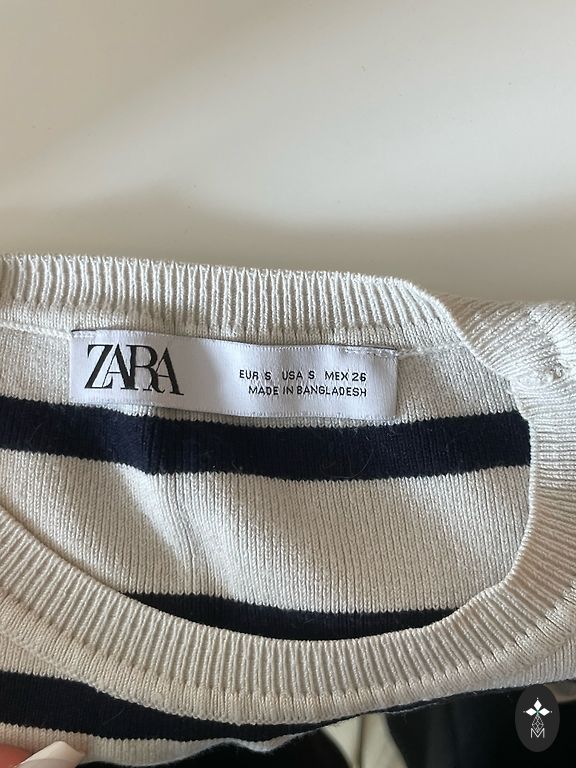 ZARA
EUR S USA S MEX 26
MADE IN BANGLADESH